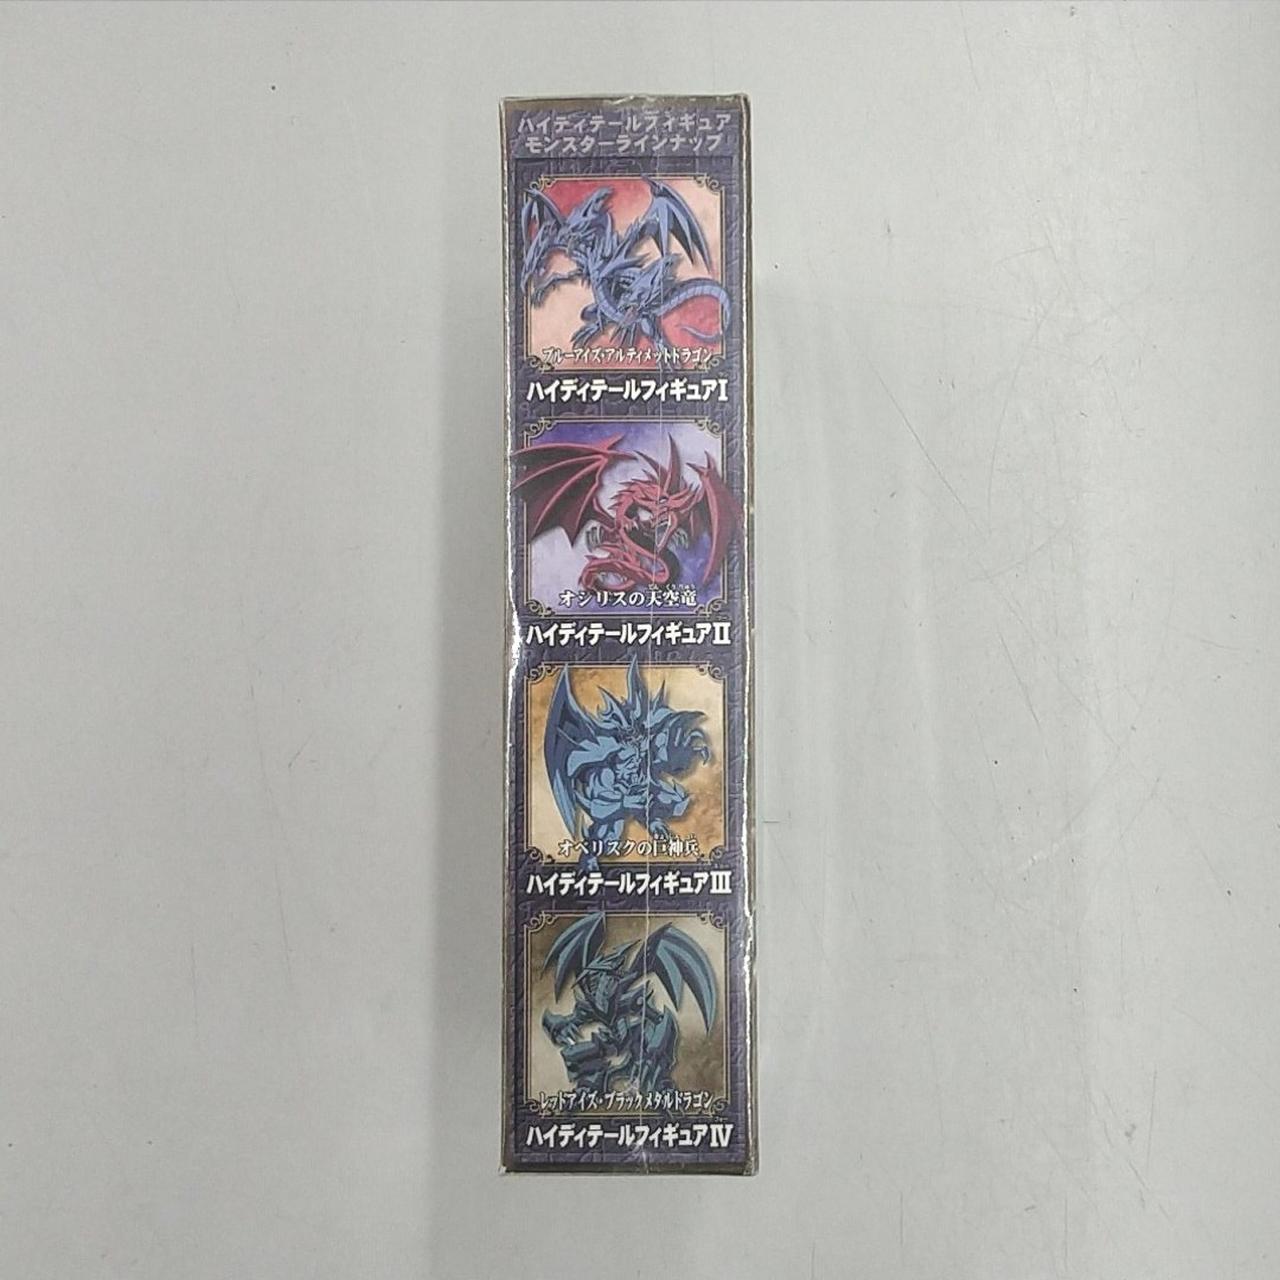 ハイディテールフィギュア
モンスターラインナップ
ブルーアイズ・アルティメットドラゴン
ハイディテールフィギュアI
オシリスの天空竜
ハイディテールフィギュアII
オベリスクの巨神兵
ハイディテールフィギュアIII
レッドアイズ・ブラックメタルドラゴン
ハイディテールフィギュアIV